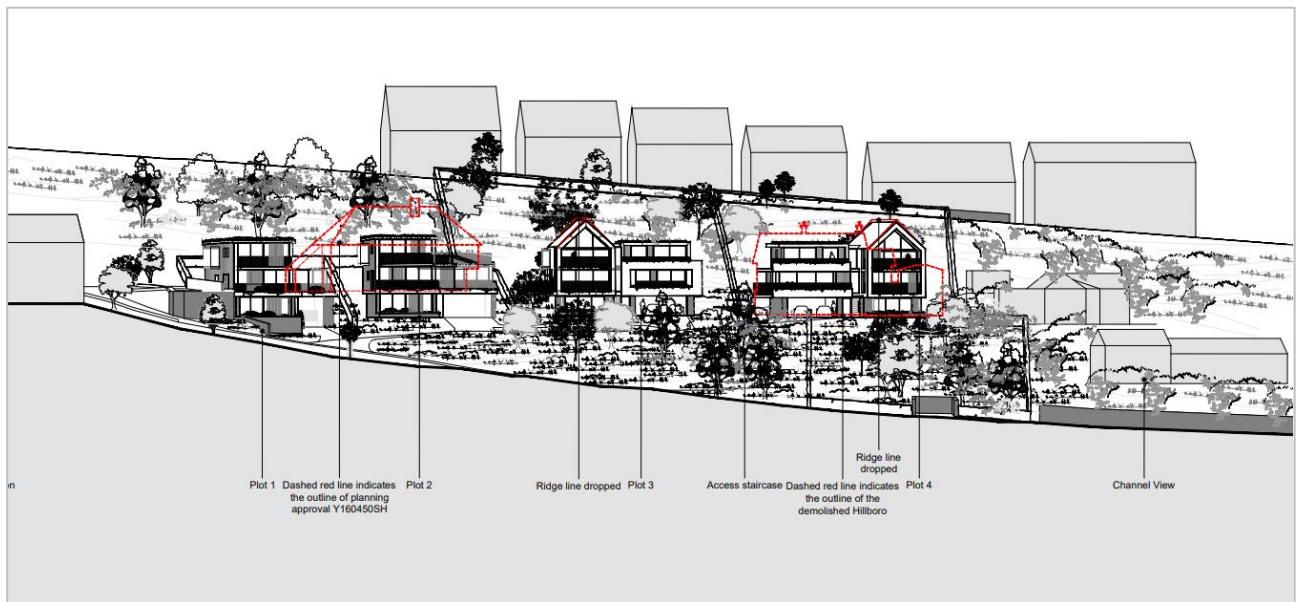 on
Plot 1
Dashed red line indicates
the outline of planning
approval Y160450SH
Plot 2
Ridge line dropped
Plot 3
Access staircase
Dashed red line indicates
the outline of the
demolished Hillboro
Ridge line
dropped
Plot 4
Channel View